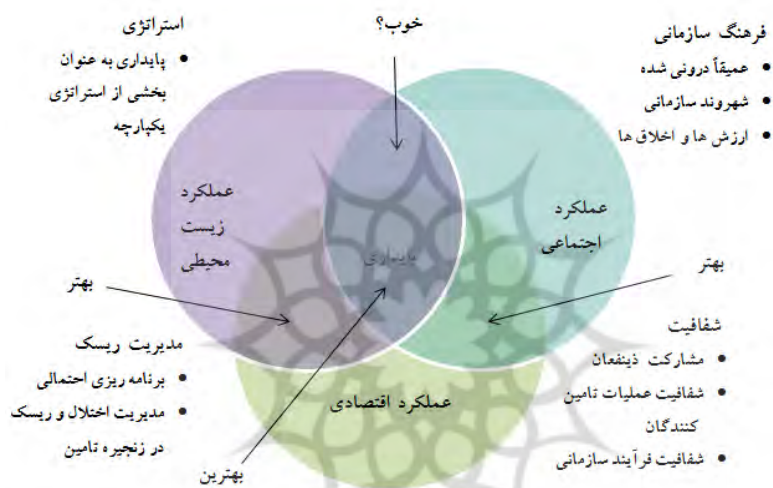 فرهنگ سازمانی
• عمیقاً درونی شده
• شهروند سازمانی
• ارزش ها و اخلاق ها
خوب؟
استراتژی
• پایداری به عنوان
بخشی از استراتژی
یکپارچه
عملکرد
اجتماعی
عملکرد
زیست
محیطی
پایداری
بهتر
بهتر
شفافیت
• مشارکت ذینفعان
• شفافیت عملیات تامین
کنندگان
• شفافیت فرآیند سازمانی
عملکرد اقتصادی
مدیریت ریسک
• برنامه ریزی احتمالی
• مدیریت اختلال و ریسک
در زنجیره تامین
بهترین